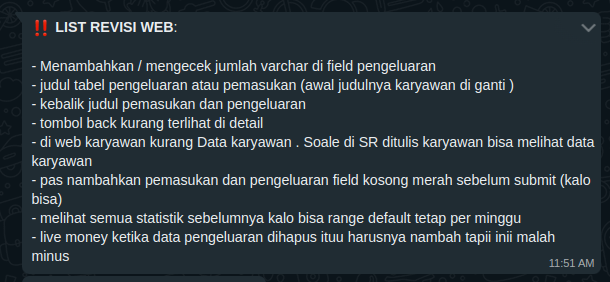 ‼️ LIST REVISI WEB:
- Menambahkan / mengecek jumlah varchar di field pengeluaran
- judul tabel pengeluaran atau pemasukan (awal judulnya karyawan di ganti )
- kebalik judul pemasukan dan pengeluaran
- tombol back kurang terlihat di detail
- di web karyawan kurang Data karyawan . Soale di SR ditulis karyawan bisa melihat data
karyawan
- pas nambahkan pemasukan dan pengeluaran field kosong merah sebelum submit (kalo
bisa)
- melihat semua statistik sebelumnya kalo bisa range default tetap per minggu
- live money ketika data pengeluaran dihapus ituu harusnya nambah tapii inii malah
minus
11:51 AM